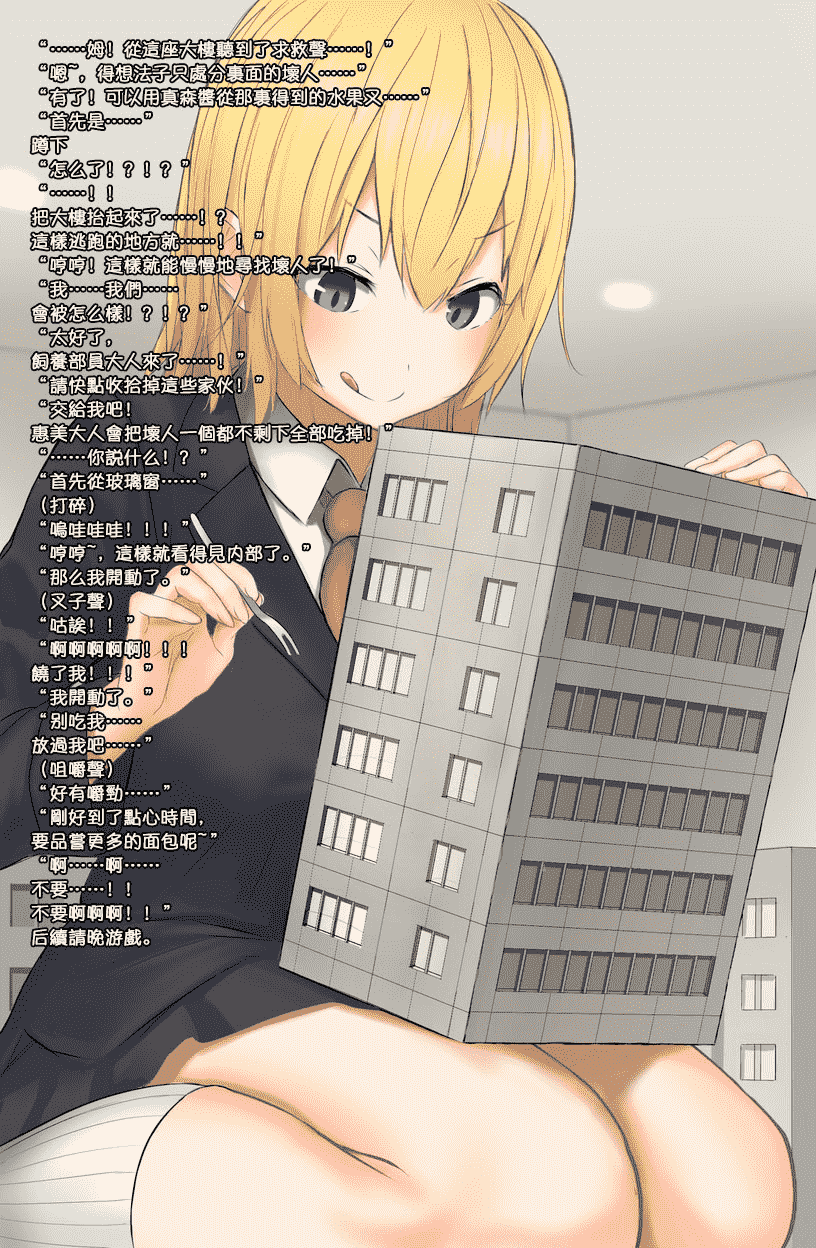 “……姆！從這座大樓聽到了求救聲……！”
“嗯~，得想法子只處分裏面的壞人……”
“有了！可以用真森醬從那裏得到的水果叉……”
“首先是……”
蹲下
“怎么了！？！？”
“……！！
把大樓拾起來了……！？
這樣逃跑的地方就……！！”
“哼哼！這樣就能慢慢地尋找壞人了！”
“我……我們……
會被怎么樣！？！？”
“太好了，
飼養部員大人來了……！”
“請快點收拾掉這些家伙！”
“交給我吧！
惠美大人會把壞人一個都不剩下全部吃掉！”
“……你説什么！？”
“首先從玻璃窗……”
（打碎）
“嗚哇哇哇！！！”
“哼哼~，這樣就看得見内部了。”
“那么我開動了。”
（叉子聲）
“咕誒！！”
“啊啊啊啊啊！！！
饒了我！！！”
“我開動了。”
“别吃我……
放過我吧……”
（咀嚼聲）
“好有嚼勁……”
“剛好到了點心時間，
要品嘗更多的面包呢~”
“啊……啊……
不要……！！
不要啊啊啊！！”
后續請晚游戲。